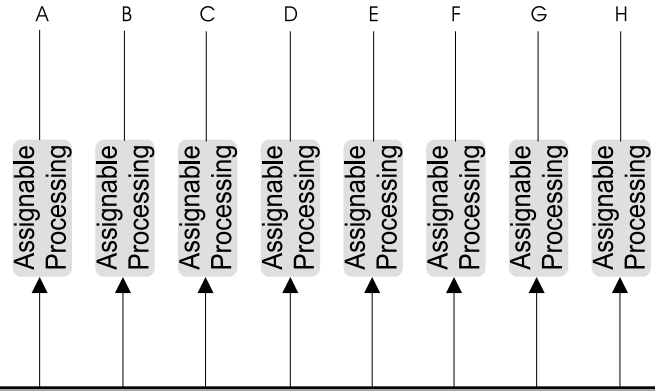 A B C D E F G H
Assignable
Processing
Assignable
Processing
Assignable
Processing
Assignable
Processing
Assignable
Processing
Assignable
Processing
Assignable
Processing
Assignable
Processing